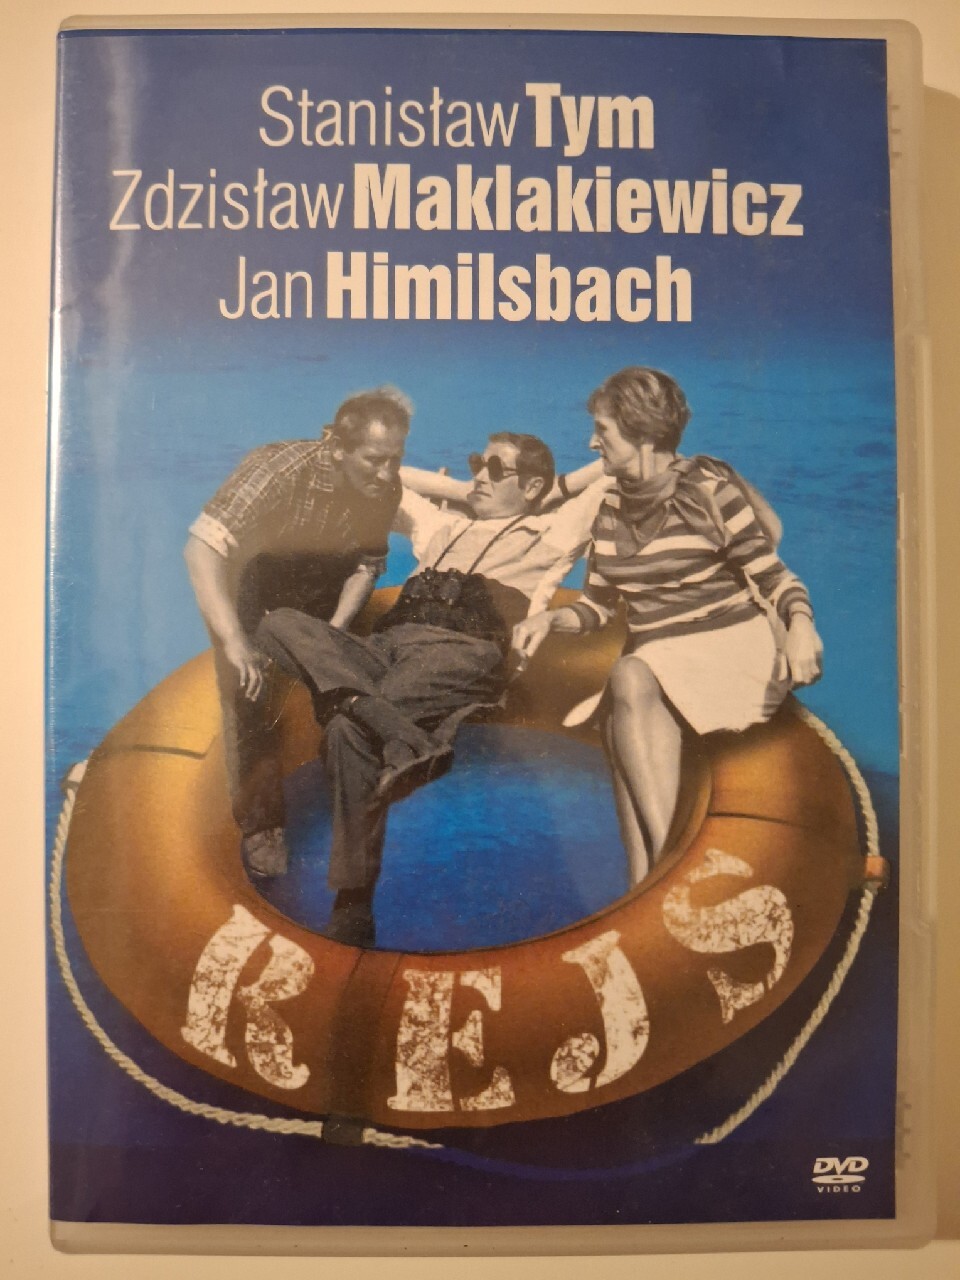 Stanisław Tym
Zdzisław Maklakiewicz
Jan Himilsbach
REJS
DVD
VIDEO